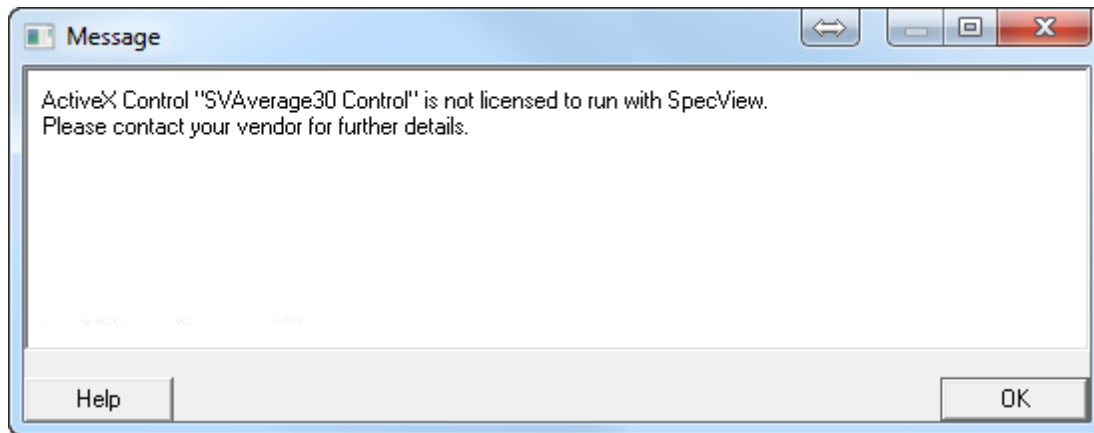 Message
ActiveX Control "SVAverage30 Control" is not licensed to run with SpecView.
Please contact your vendor for further details.
Help
OK